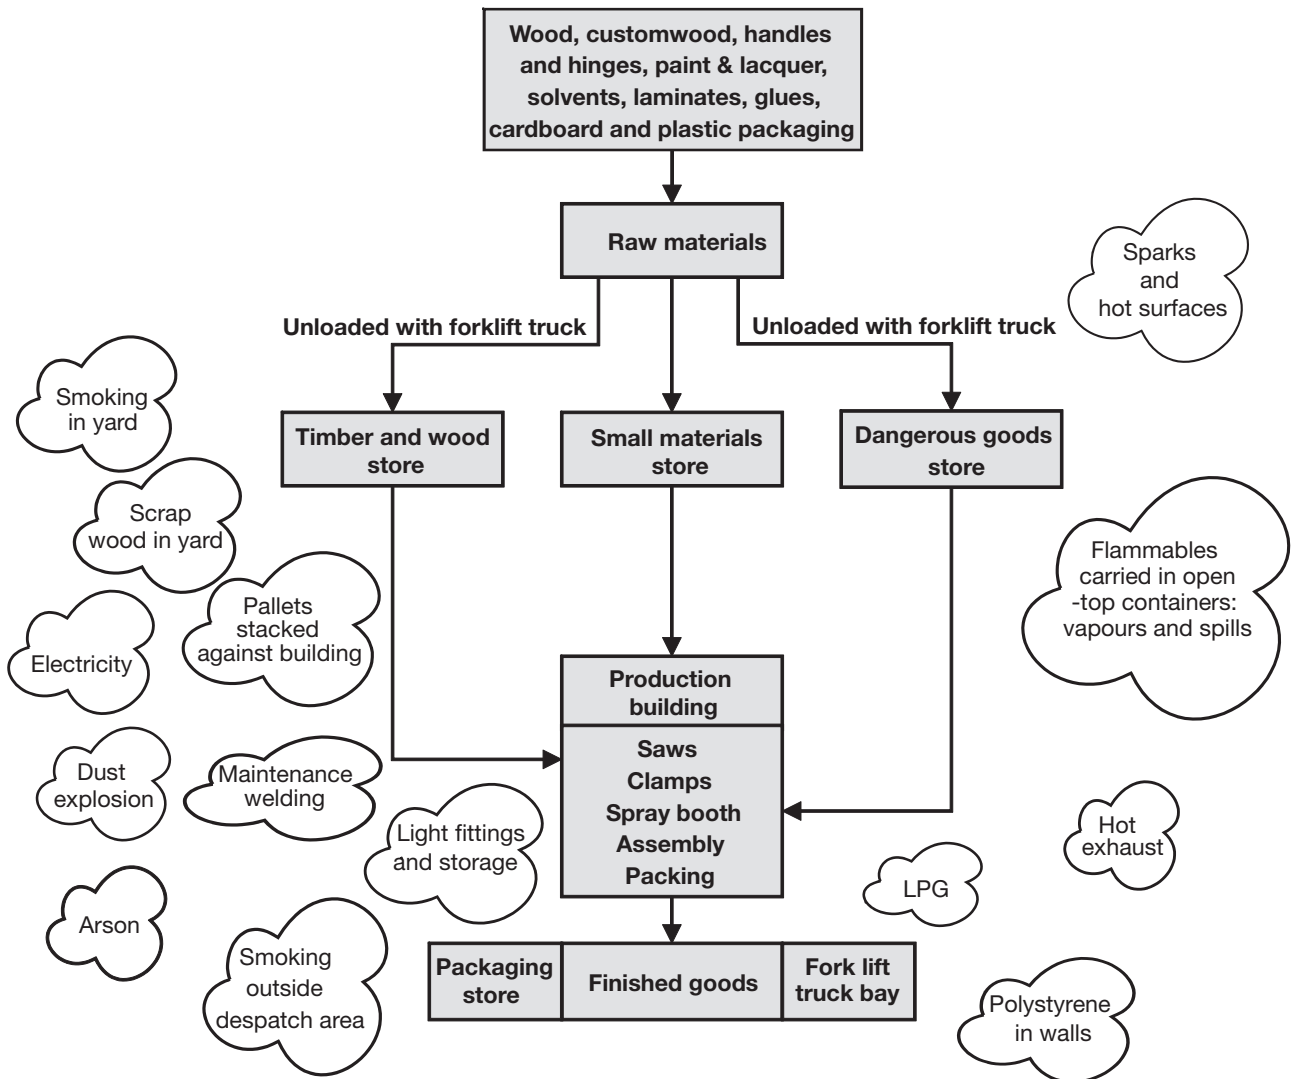 Wood, customwood, handles
and hinges, paint & lacquer,
solvents, laminates, glues,
cardboard and plastic packaging
Raw materials
Sparks
and
hot surfaces
Unloaded with forklift truck
Unloaded with forklift truck
Smoking
in yard
Timber and wood
store
Small materials
store
Dangerous goods
store
Scrap
wood in yard
Flammables
carried in open
-top containers:
vapours and spills
Pallets
stacked
against building
Electricity
Production
building
Saws
Clamps
Spray booth
Assembly
Packing
Dust
explosion
Maintenance
welding
Light fittings
and storage
Hot
exhaust
LPG
Arson
Smoking
outside
despatch area
Packaging
store
Finished goods
Fork lift
truck bay
Polystyrene
in walls